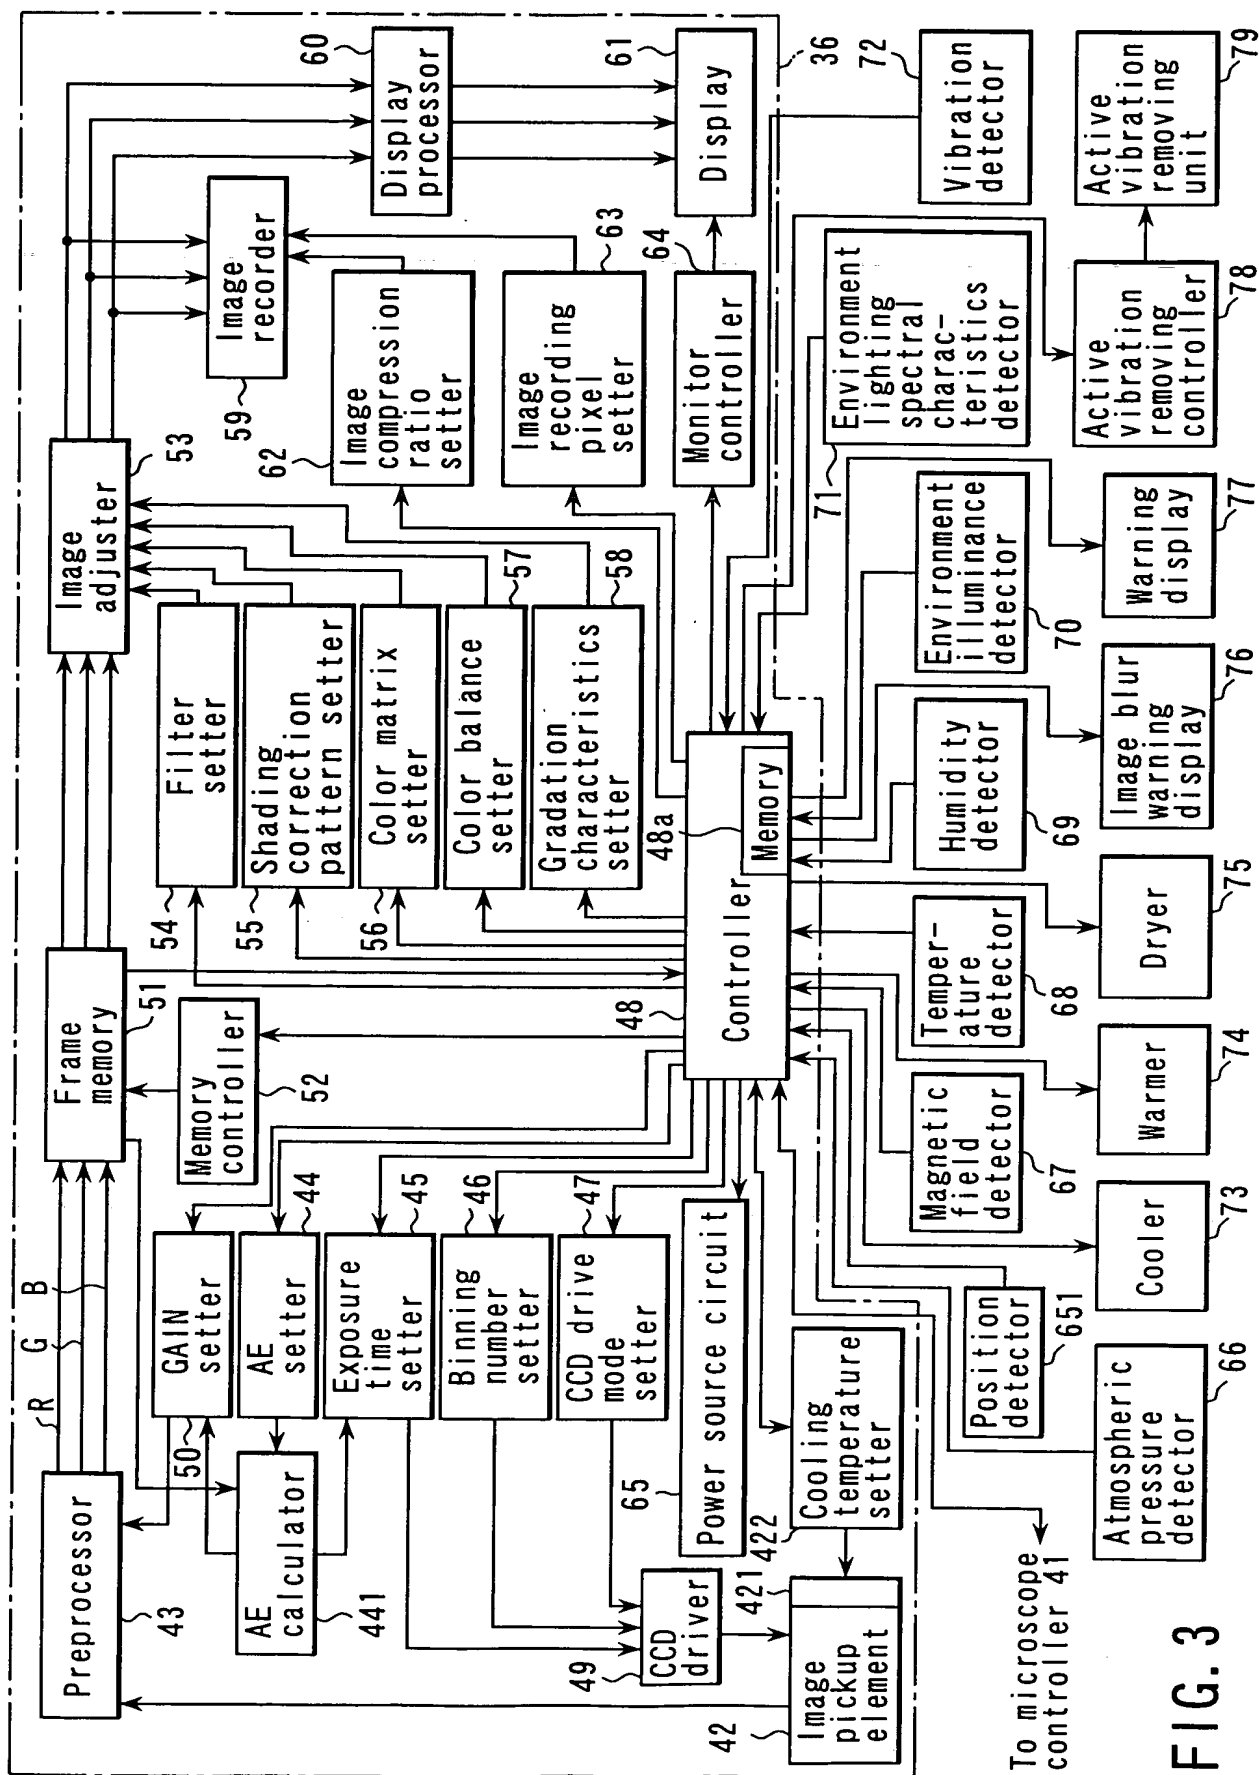 Preprocessor
43
R
G
B
Frame
memory
51
Image
adjuster
53
60
Display
processor
61
Display
36
Image
recorder
59
Image
compression
ratio
setter
62
Image
recording
pixel
setter
63
Monitor
controller
64
GAIN
setter
50
AE
setter
44
AE
calculator
441
Exposure
time
setter
45
Binning
number
setter
46
CCD drive
mode
setter
47
Memory
controller
52
Filter
setter
54
Shading
correction
pattern setter
55
Color matrix
setter
56
Color balance
setter
57
Gradation
characteristics
setter
58
Controller
48
Memory
48a
Power source circuit
65
CCD
driver
49
Image
pickup
element
42
421
Cooling
temperature
setter
422
Position
detector
651
Magnetic
field
detector
67
Temper-
ature
detector
68
Humidity
detector
69
Environment
illuminance
detector
70
Environment
lighting
spectral
charac-
teristics
detector
71
Vibration
detector
72
To microscope
controller 41
Atmospheric
pressure
detector
66
Cooler
73
Warmer
74
Dryer
75
Image blur
warning
display
76
Warning
display
77
Active
vibration
removing
controller
78
Active
vibration
removing
unit
79
FIG. 3